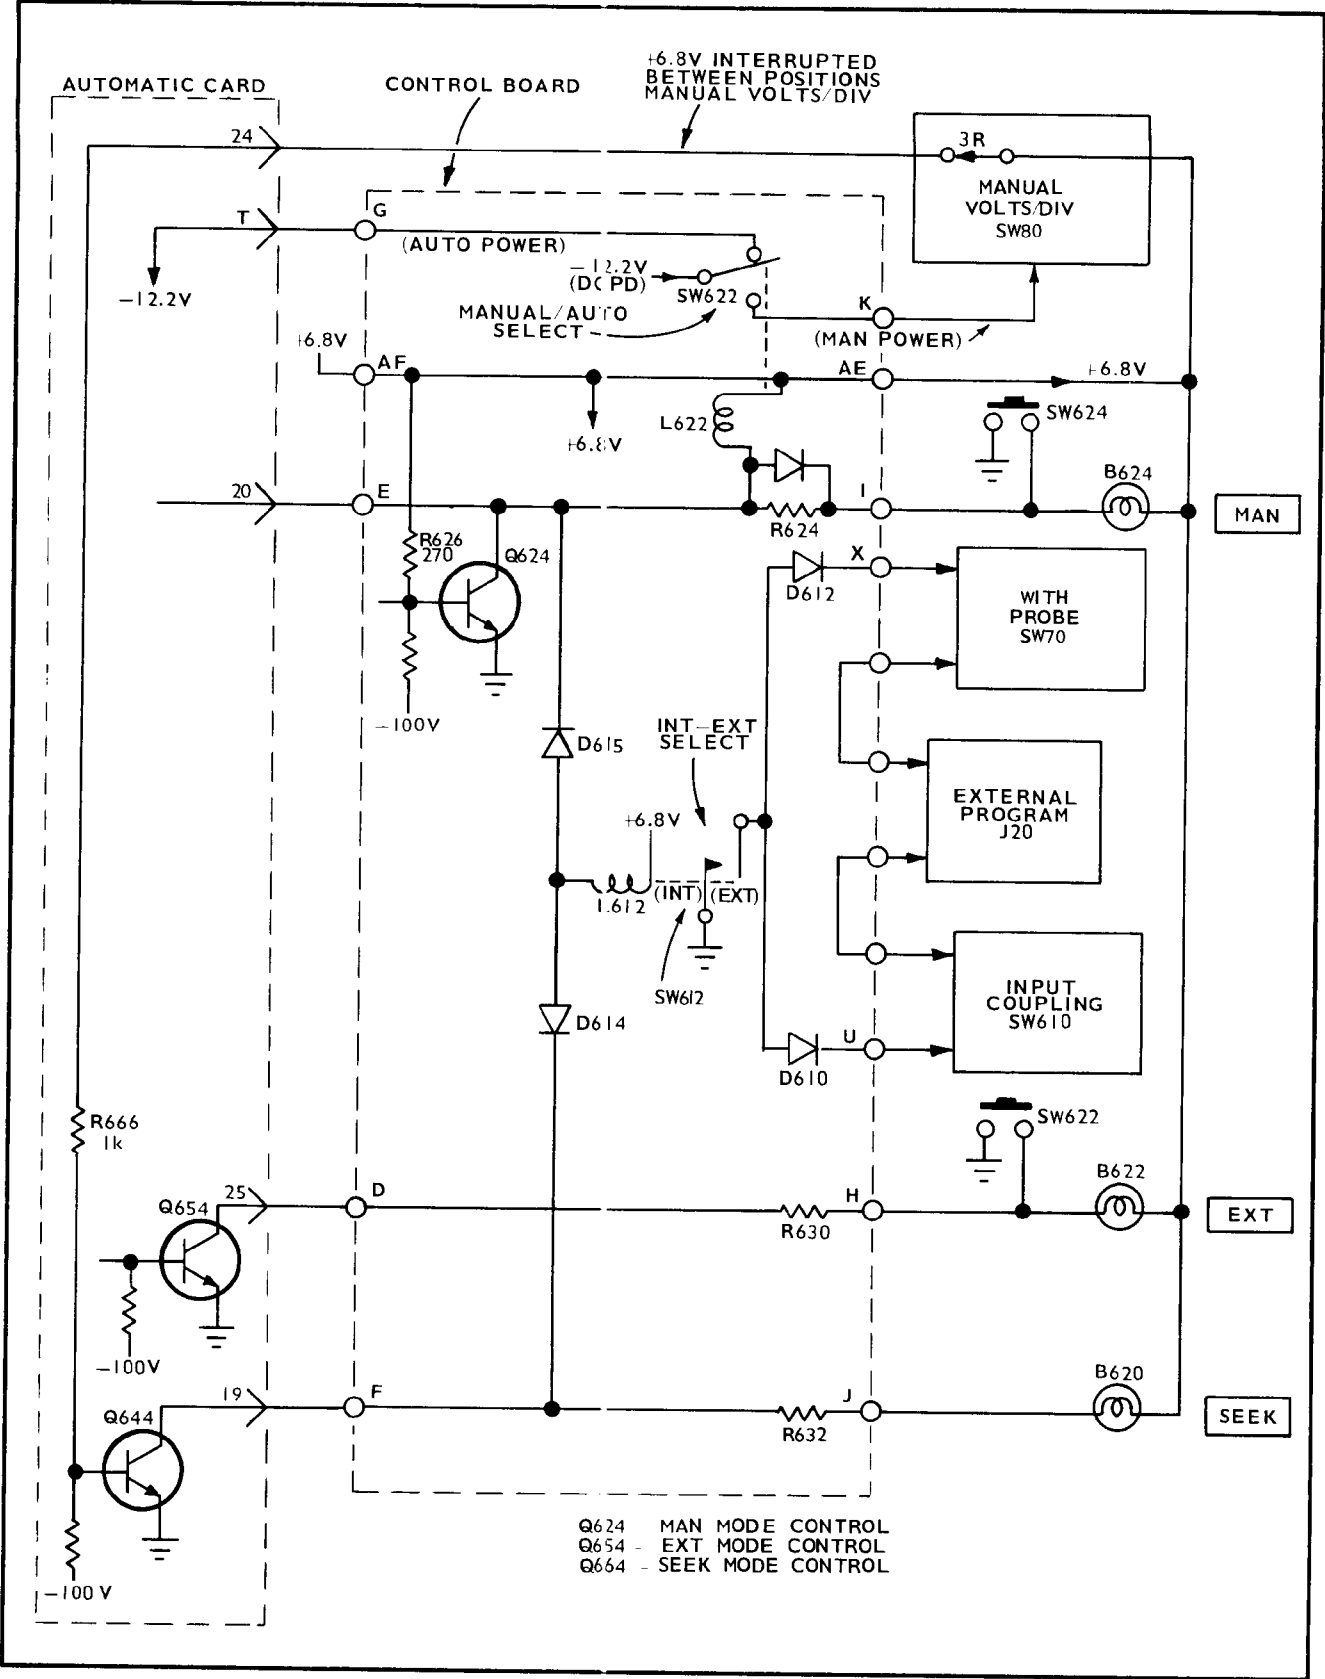 +6.8V INTERRUPTED
BETWEEN POSITIONS
MANUAL VOLTS/DIV
AUTOMATIC CARD
CONTROL BOARD
24
3R
MANUAL
VOLTS/DIV
SW80
T
G
(AUTO POWER)
-12.2V
-12.2V
(DC PD)
SW622
MANUAL/AUTO
SELECT
K
(MAN POWER)
+6.8V
AF
AE
+6.8V
+6.8V
L622
SW624
B624
20
E
I
MAN
R624
R626
270
Q624
X
D612
WITH
PROBE
SW70
-100V
INT-EXT
SELECT
D615
EXTERNAL
PROGRAM
J20
+6.8V
L612
(INT)
(EXT)
SW612
INPUT
COUPLING
SW610
D614
U
D610
R666
1k
SW622
B622
Q654
25
D
H
EXT
R630
-100V
B620
Q644
19
F
J
SEEK
R632
Q624 MAN MODE CONTROL
Q654 - EXT MODE CONTROL
Q664 - SEEK MODE CONTROL
-100V